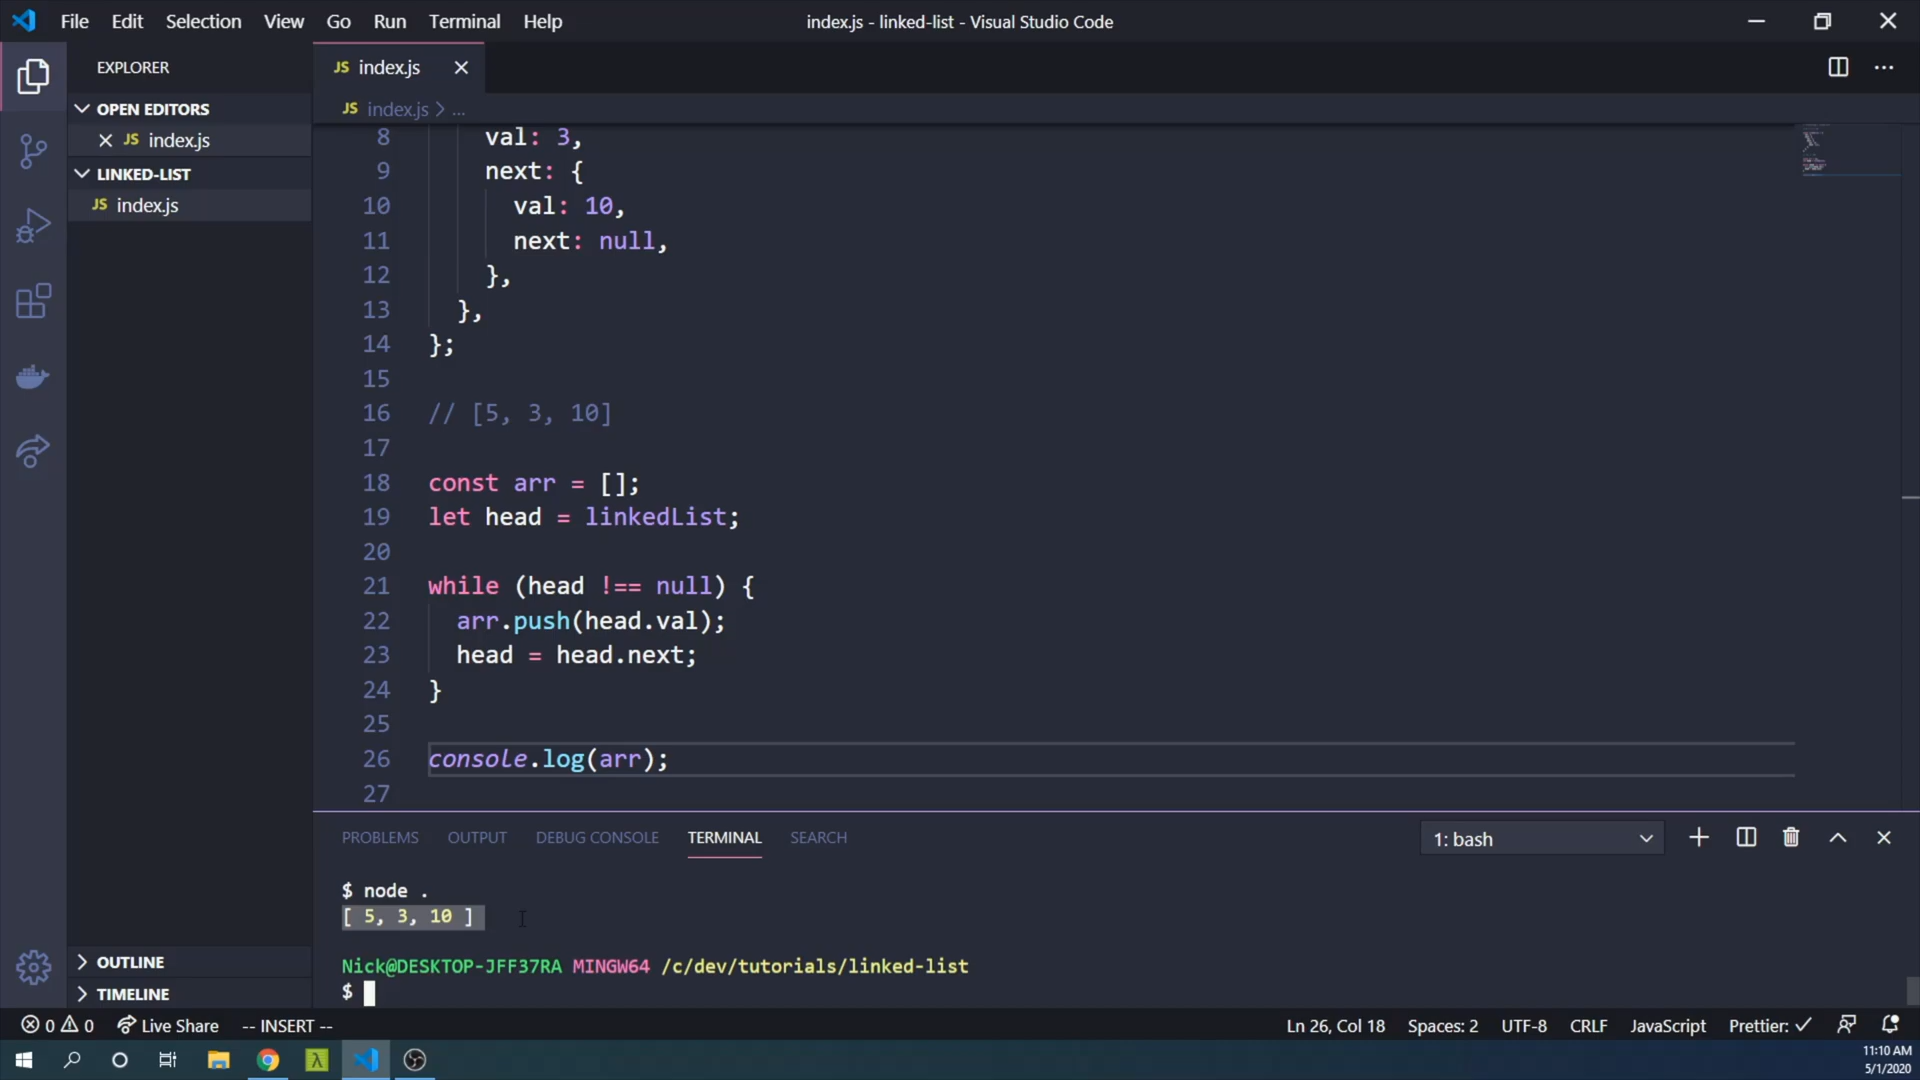 File Edit Selection View Go Run Terminal Help
index.js - linked-list - Visual Studio Code
EXPLORER
OPEN EDITORS
JS index.js
LINKED-LIST
JS index.js
OUTLINE
TIMELINE
JS index.js
JS index.js > ...
8 val: 3,
9 next: {
10 val: 10,
11 next: null,
12 },
13 },
14 };
15
16 // [5, 3, 10]
17
18 const arr = [];
19 let head = linkedList;
20
21 while (head !== null) {
22 arr.push(head.val);
23 head = head.next;
24 }
25
26 console.log(arr);
27
PROBLEMS OUTPUT DEBUG CONSOLE TERMINAL SEARCH
1: bash
$ node .
[ 5, 3, 10 ]
Nick@DESKTOP-JFF37RA MINGW64 /c/dev/tutorials/linked-list
$
0 0 Live Share -- INSERT --
Ln 26, Col 18 Spaces: 2 UTF-8 CRLF JavaScript Prettier: ✓
11:10 AM
5/1/2020